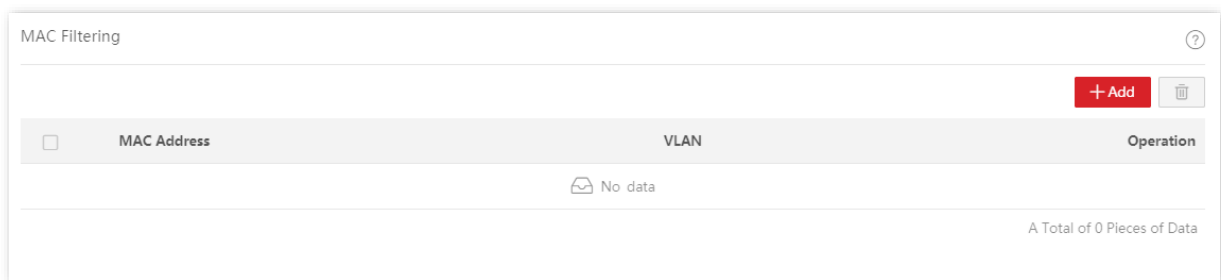 MAC Filtering
?
+ Add
MAC Address VLAN Operation
No data
A Total of 0 Pieces of Data